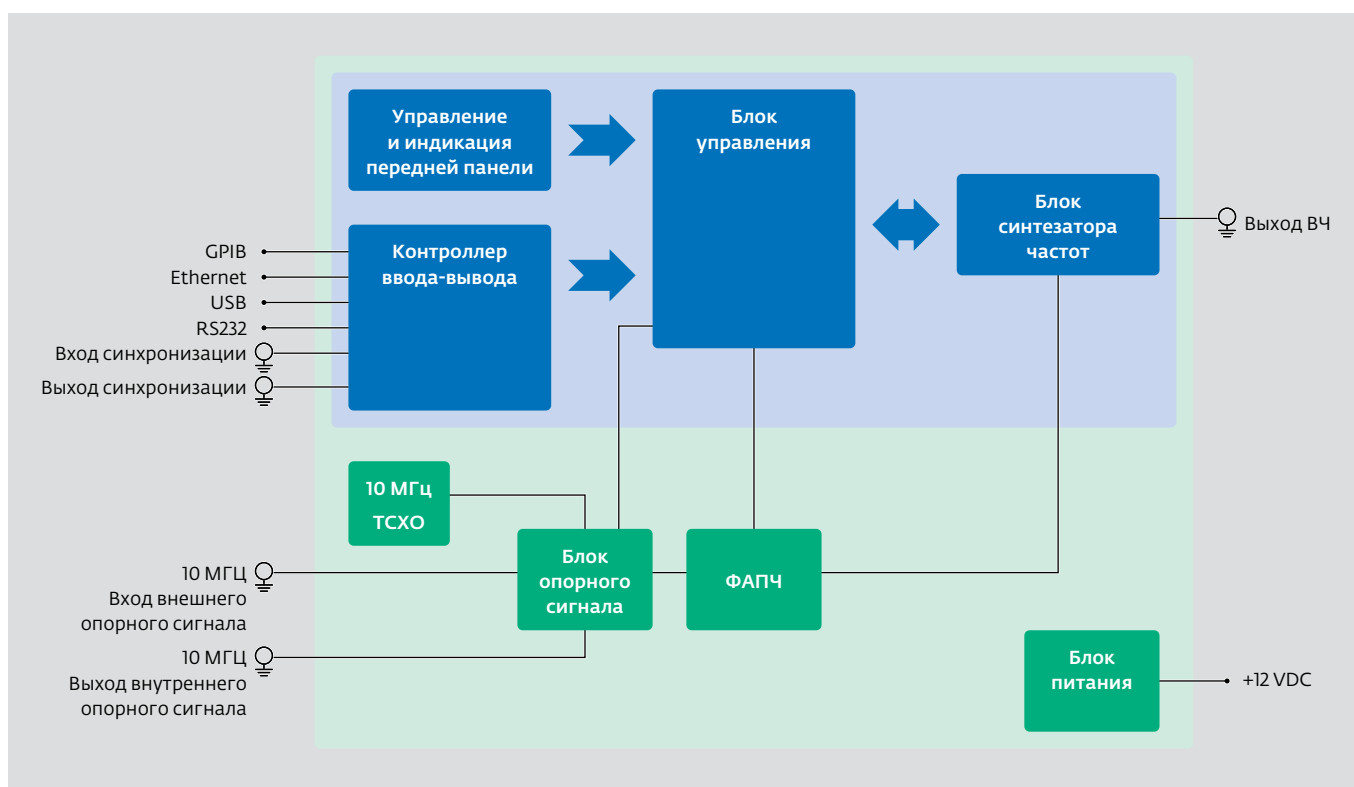 Управление
и индикация
передней панели
Блок
управления
Блок
синтезатора
частот
Выход ВЧ
Контроллер
ввода-вывода
GPIB
Ethernet
USB
RS232
Вход синхронизации
Выход синхронизации
10 МГц
TCXO
Блок
опорного
сигнала
ФАПЧ
10 МГЦ
Вход внешнего
опорного сигнала
10 МГЦ
Выход внутреннего
опорного сигнала
Блок
питания
+12 VDC